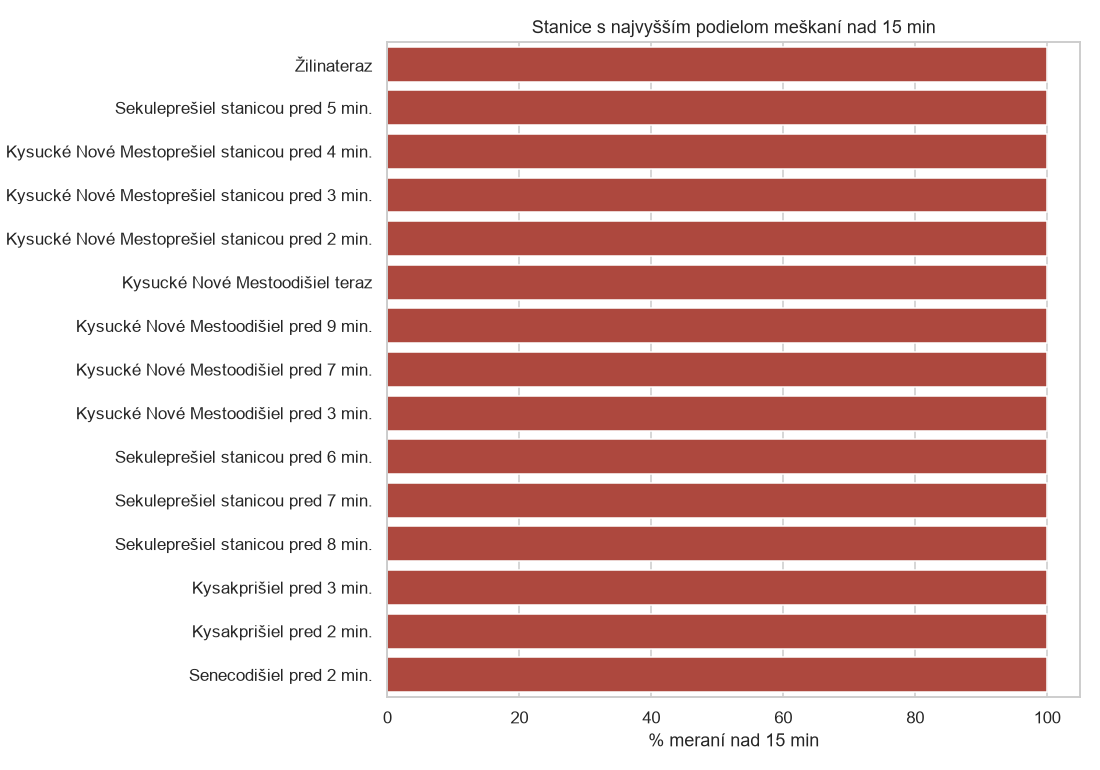 Stanice s najvyšším podielom meškaní nad 15 min
Žilinateraz
Sekuleprešiel stanicou pred 5 min.
Kysucké Nové Mestoprešiel stanicou pred 4 min.
Kysucké Nové Mestoprešiel stanicou pred 3 min.
Kysucké Nové Mestoprešiel stanicou pred 2 min.
Kysucké Nové Mestoodišiel teraz
Kysucké Nové Mestoodišiel pred 9 min.
Kysucké Nové Mestoodišiel pred 7 min.
Kysucké Nové Mestoodišiel pred 3 min.
Sekuleprešiel stanicou pred 6 min.
Sekuleprešiel stanicou pred 7 min.
Sekuleprešiel stanicou pred 8 min.
Kysakprišiel pred 3 min.
Kysakprišiel pred 2 min.
Senecodišiel pred 2 min.
0 20 40 60 80 100
% meraní nad 15 min